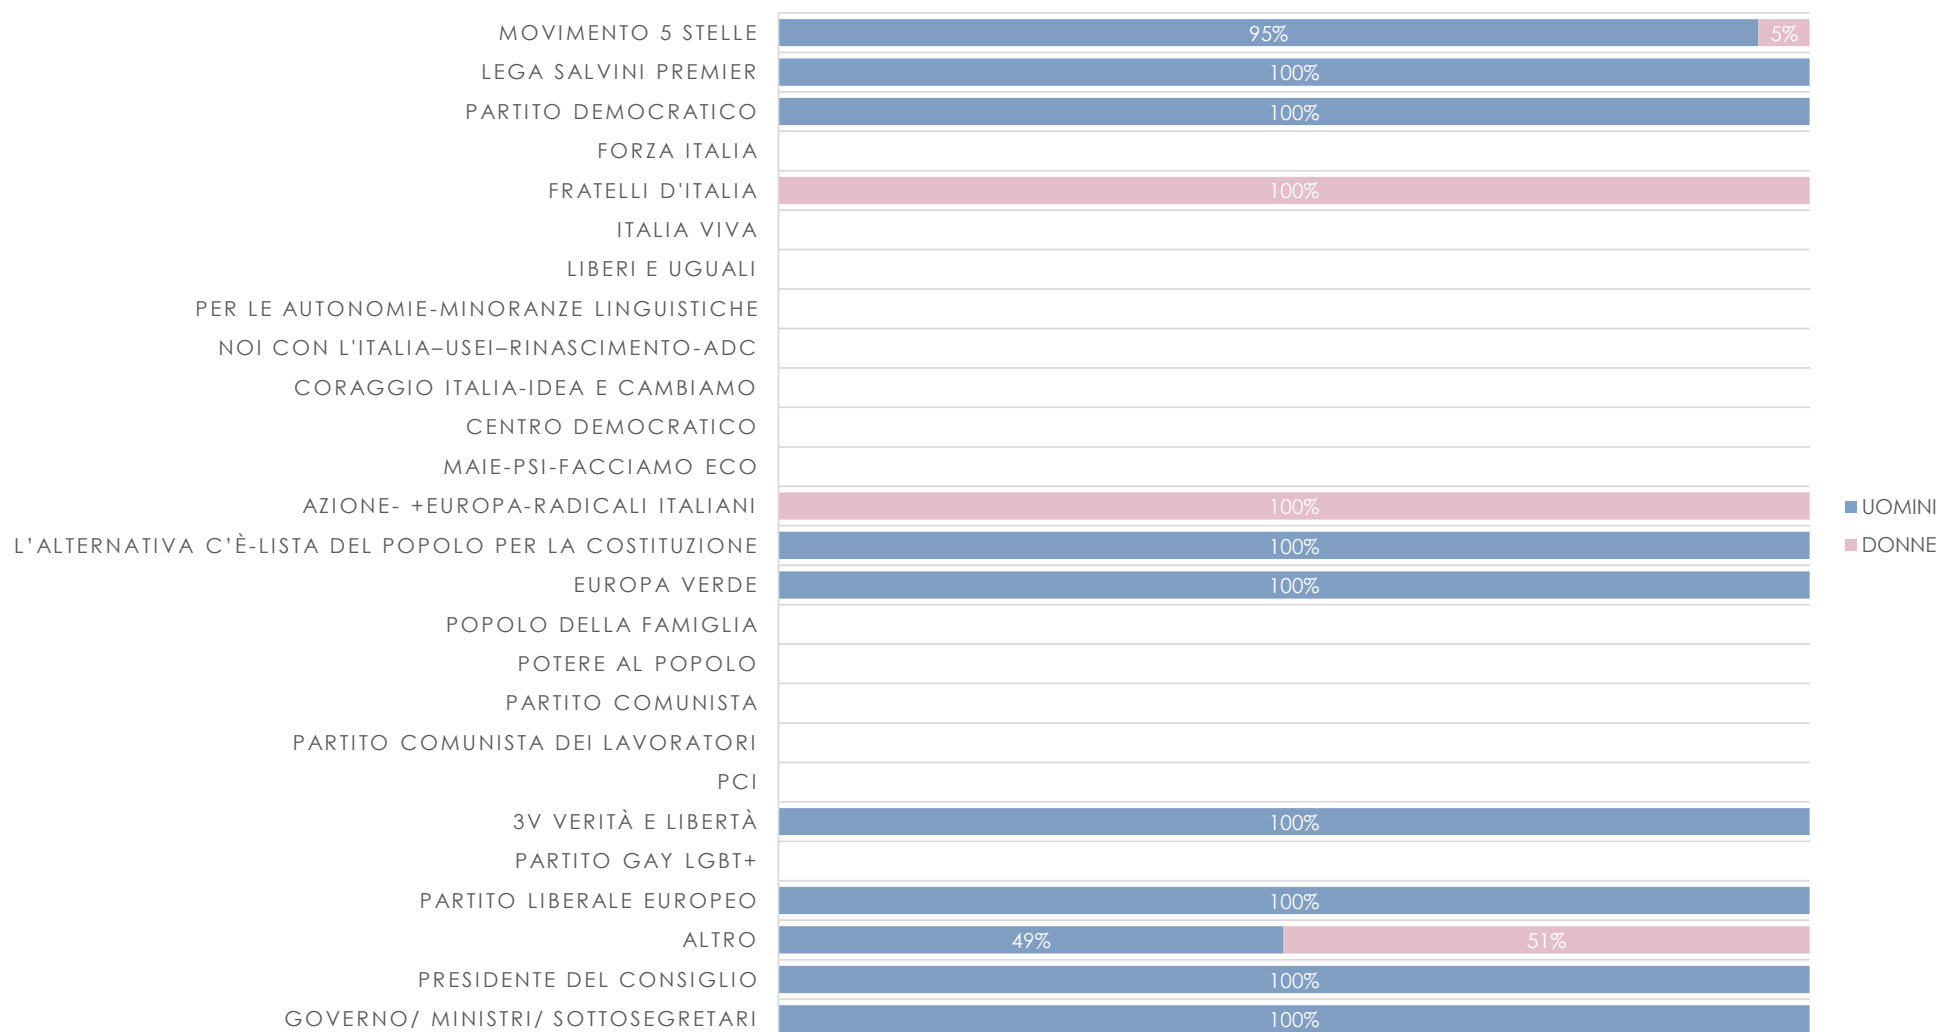 MOVIMENTO 5 STELLE 95% 5%
LEGA SALVINI PREMIER 100%
PARTITO DEMOCRATICO 100%
FORZA ITALIA
FRATELLI D'ITALIA 100%
ITALIA VIVA
LIBERI E UGUALI
PER LE AUTONOMIE-MINORANZE LINGUISTICHE
NOI CON L'ITALIA–USEI–RINASCIMENTO-ADC
CORAGGIO ITALIA-IDEA E CAMBIAMO
CENTRO DEMOCRATICO
MAIE-PSI-FACCIAMO ECO
AZIONE- +EUROPA-RADICALI ITALIANI 100%
UOMINI
L’ALTERNATIVA C’È-LISTA DEL POPOLO PER LA COSTITUZIONE 100%
DONNE
EUROPA VERDE 100%
POPOLO DELLA FAMIGLIA
POTERE AL POPOLO
PARTITO COMUNISTA
PARTITO COMUNISTA DEI LAVORATORI
PCI
3V VERITÀ E LIBERTÀ 100%
PARTITO GAY LGBT+
PARTITO LIBERALE EUROPEO 100%
ALTRO 49% 51%
PRESIDENTE DEL CONSIGLIO 100%
GOVERNO/ MINISTRI/ SOTTOSEGRETARI 100%